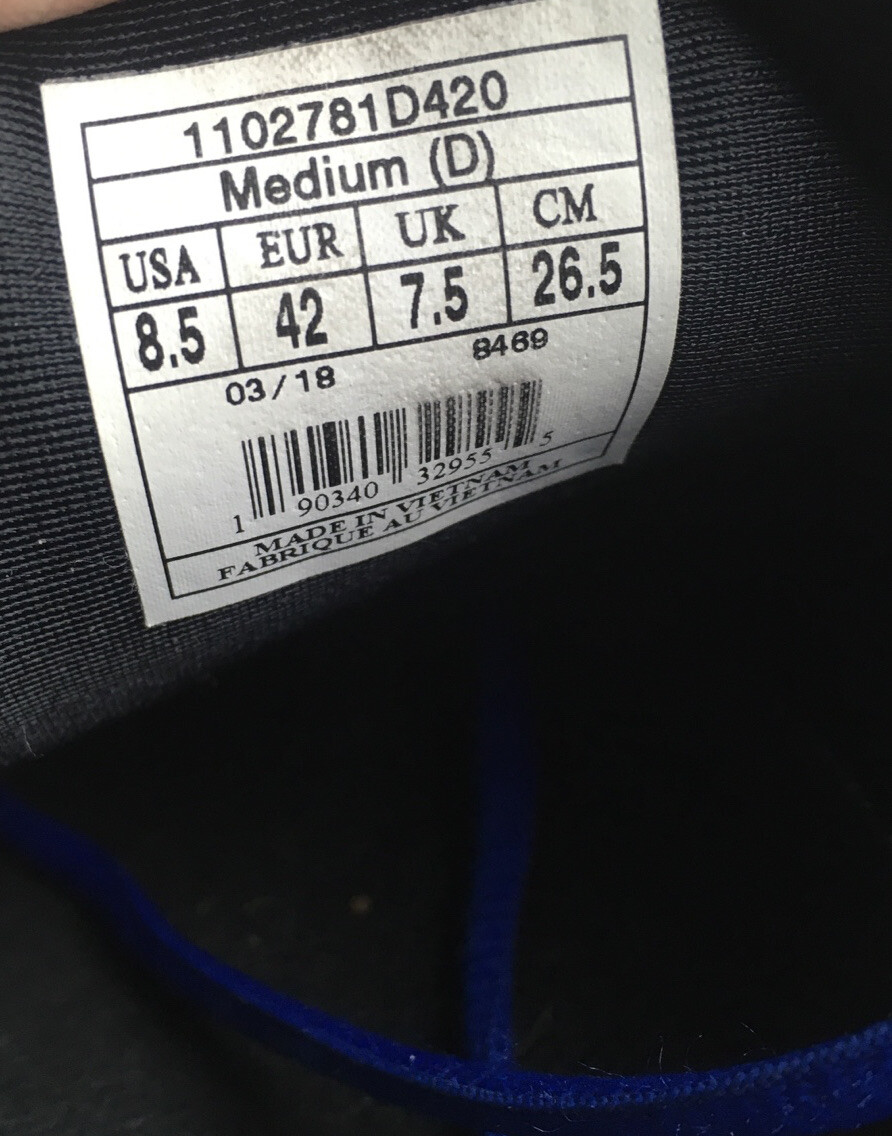 1102781D420
Medium (D)
USA EUR UK CM
8.5 42 7.5 26.5
03/18 8469
1 90340 32955 5
MADE IN VIETNAM
FABRIQUE AU VIETNAM